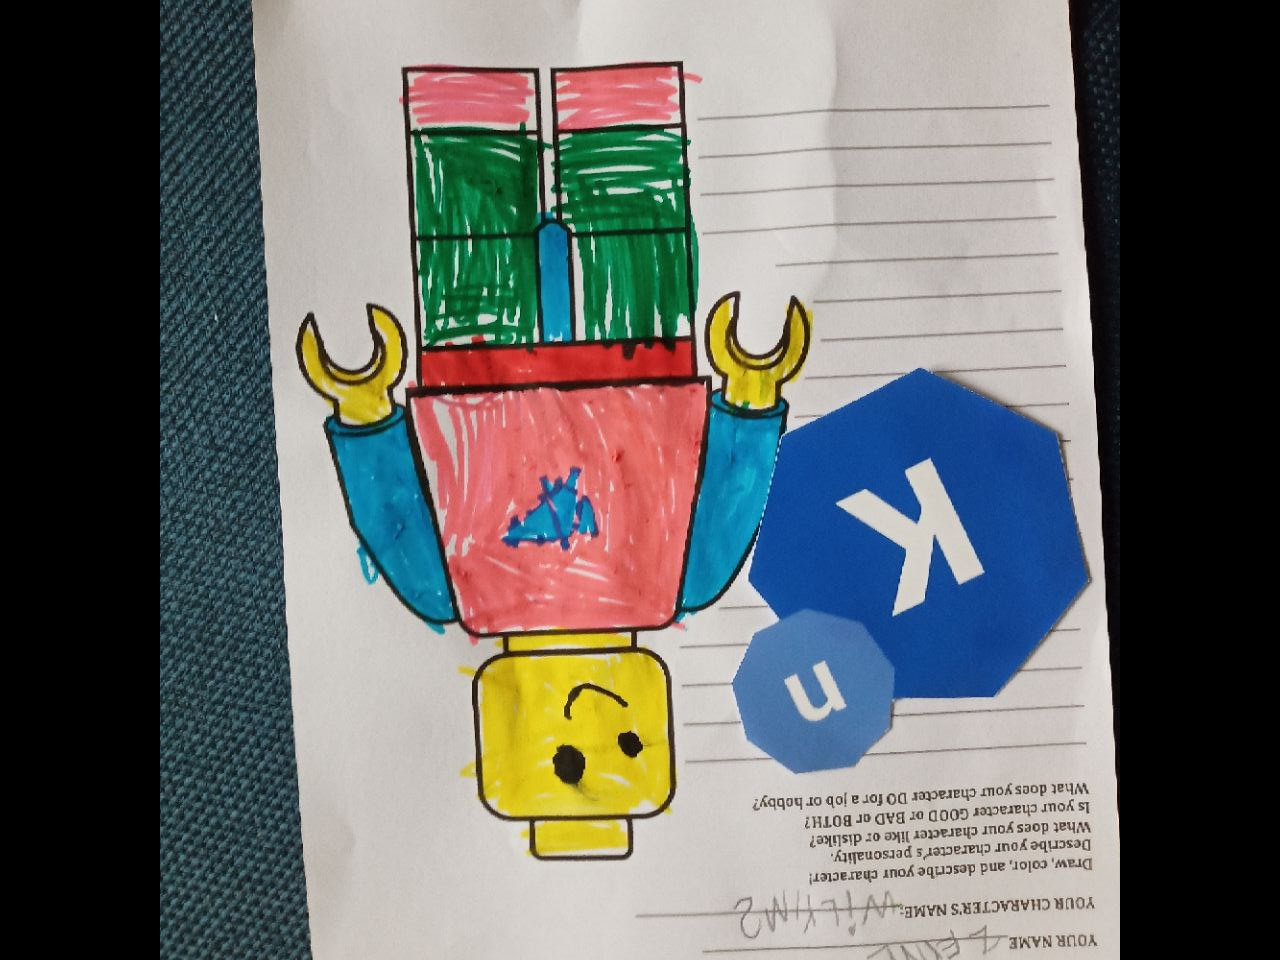 YOUR NAME
YOUR CHARACTER'S NAME:
Draw, color, and describe your character!
Describe your character's personality.
What does your character like or dislike?
Is your character GOOD or BAD or BOTH?
What does your character DO for a job or hobby?
n
K